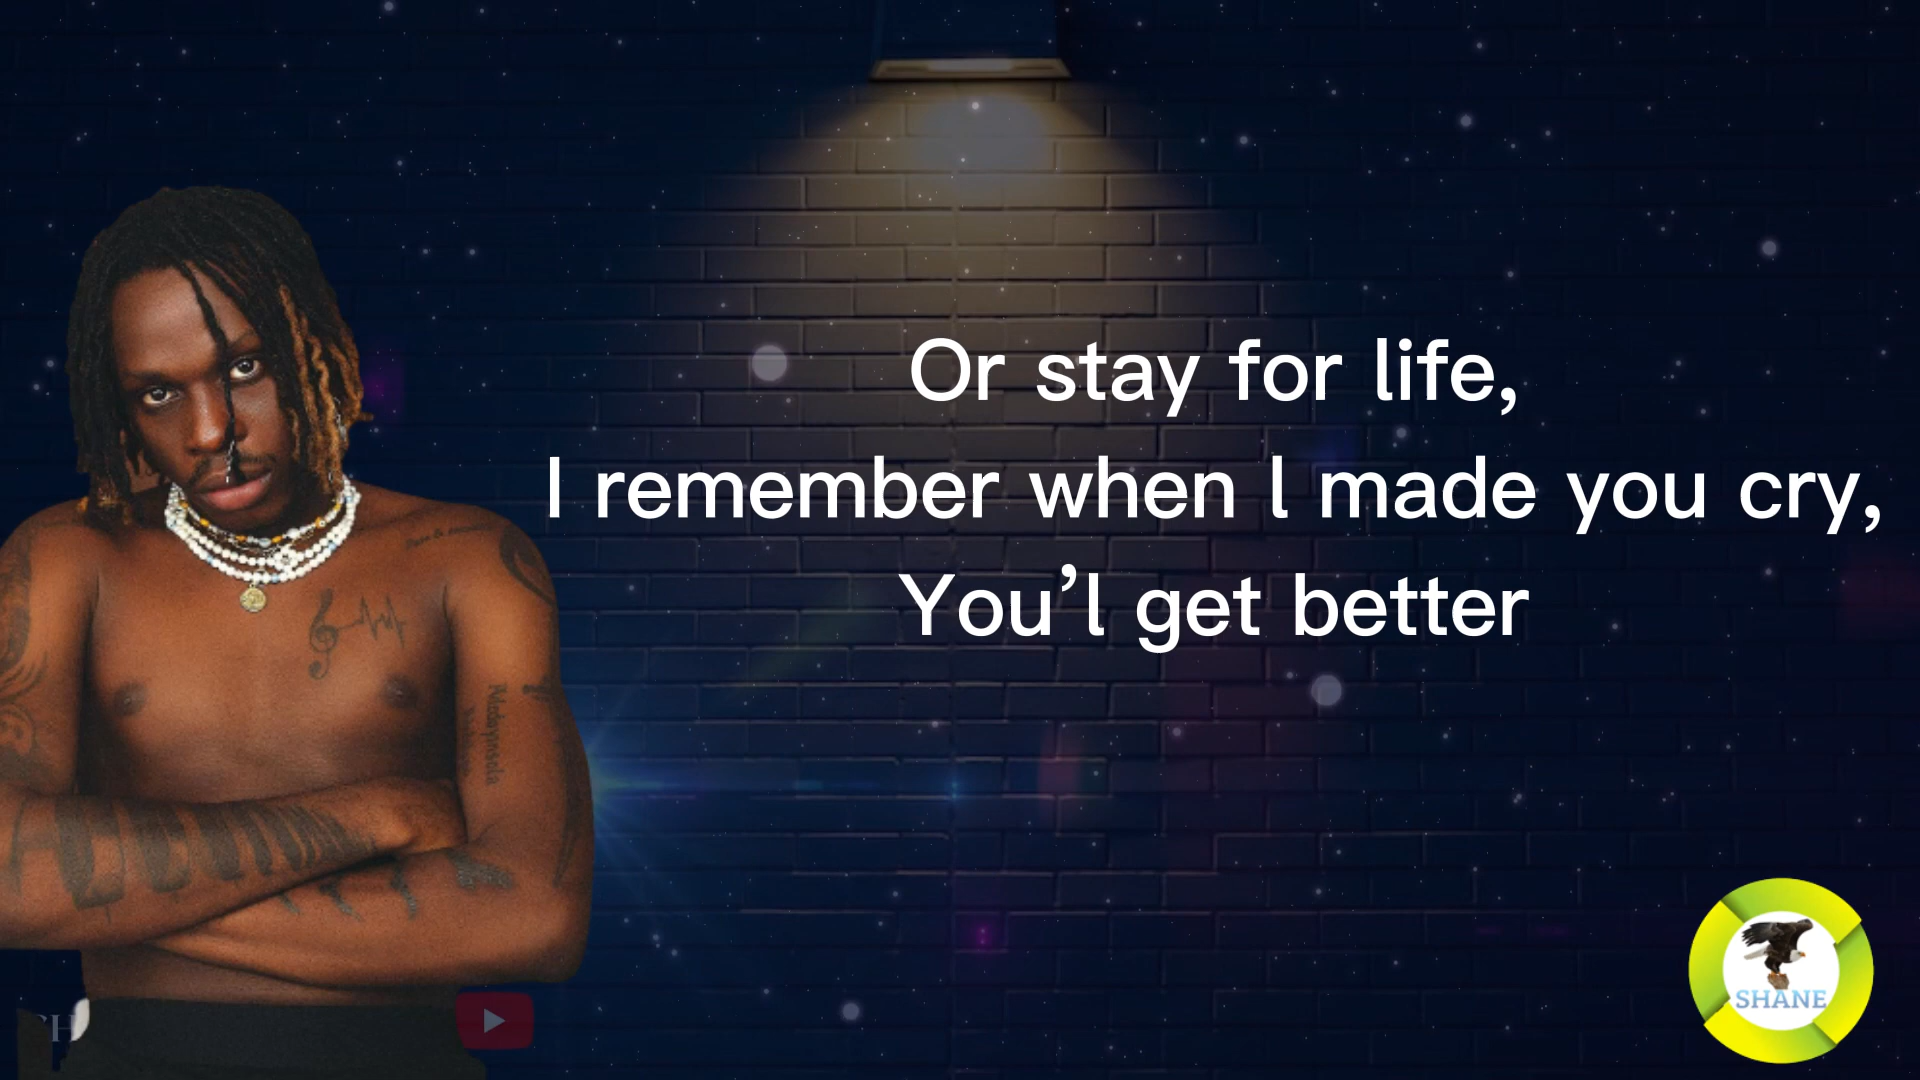 Or stay for life,
I remember when l made you cry,
You’l get better
SHANE